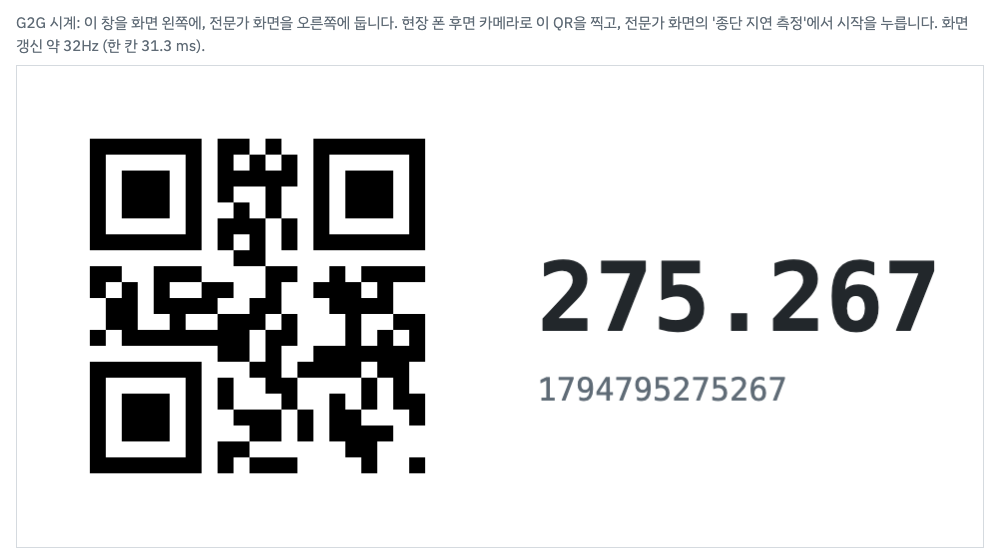 G2G 시계: 이 창을 화면 왼쪽에, 전문가 화면을 오른쪽에 둡니다. 현장 폰 후면 카메라로 이 QR을 찍고, 전문가 화면의 '종단 지연 측정'에서 시작을 누릅니다. 화면
갱신 약 32Hz (한 칸 31.3 ms).
275.267
1794795275267